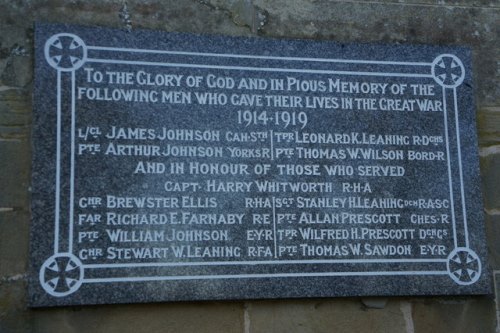 TO THE GLORY OF GOD AND IN PIOUS MEMORY OF THE
FOLLOWING MEN WHO GAVE THEIR LIVES IN THE GREAT WAR
1914-1919
L/CL JAMES JOHNSON CAN·STH TPR LEONARD K. LEANING R·DGNS
PTE ARTHUR JOHNSON YORKS·R PTE THOMAS W. WILSON BORD·R
AND IN HONOUR OF THOSE WHO SERVED
CAPT· HARRY WHITWORTH R·H·A
GNR BREWSTER ELLIS R·H·A SGT STANLEY H. LEANING DCM R·A·S·C
FAR RICHARD E. FARNABY R·E PTE ALLAN PRESCOTT CHES·R
PTE WILLIAM JOHNSON E·Y·R TPR WILFRED H. PRESCOTT DGNGS
GNR STEWART W. LEANING R·F·A PTE THOMAS W. SAWDON E·Y·R